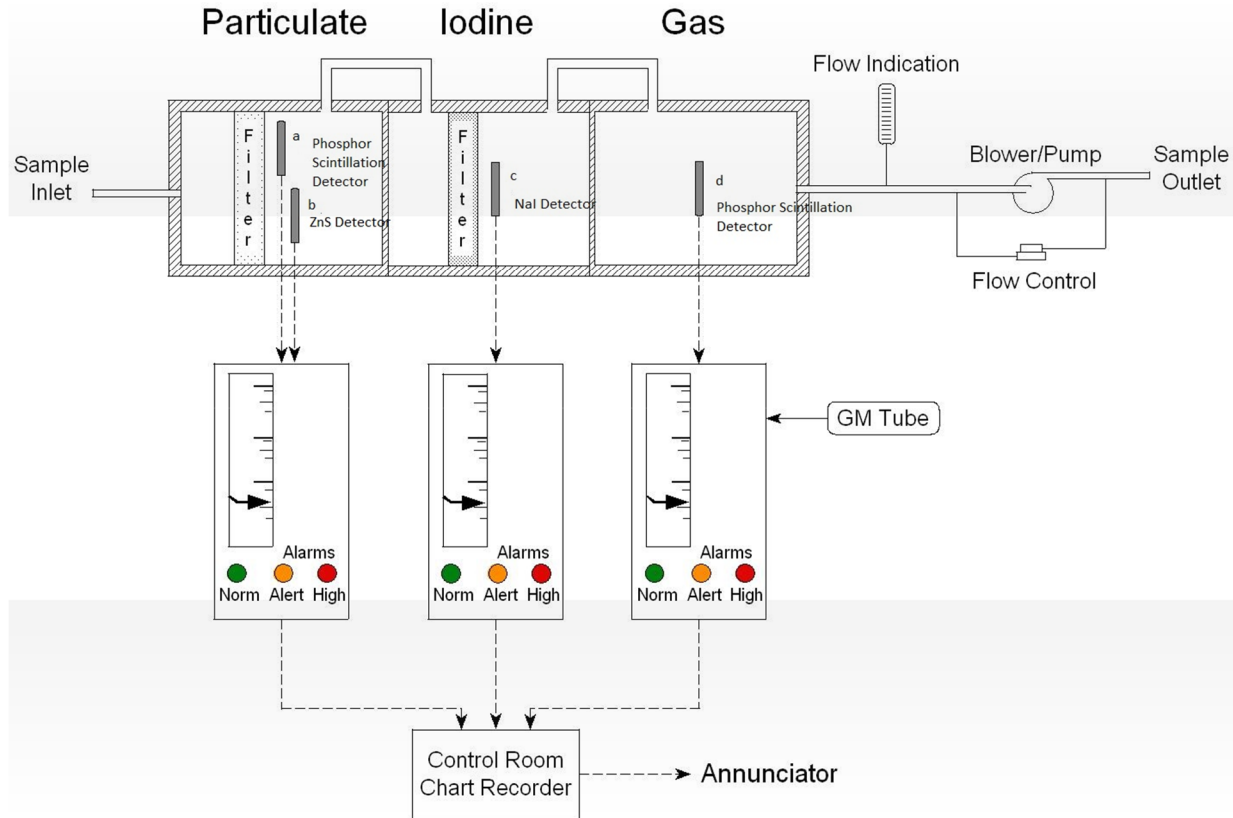 Particulate
Iodine
Gas
Flow Indication
Sample
Inlet
Filter
a
Phosphor
Scintillation
Detector
b
ZnS Detector
Filter
c
NaI Detector
d
Phosphor Scintillation
Detector
Blower/Pump
Sample
Outlet
Flow Control
GM Tube
Alarms
Norm Alert High
Alarms
Norm Alert High
Alarms
Norm Alert High
Control Room
Chart Recorder
Annunciator